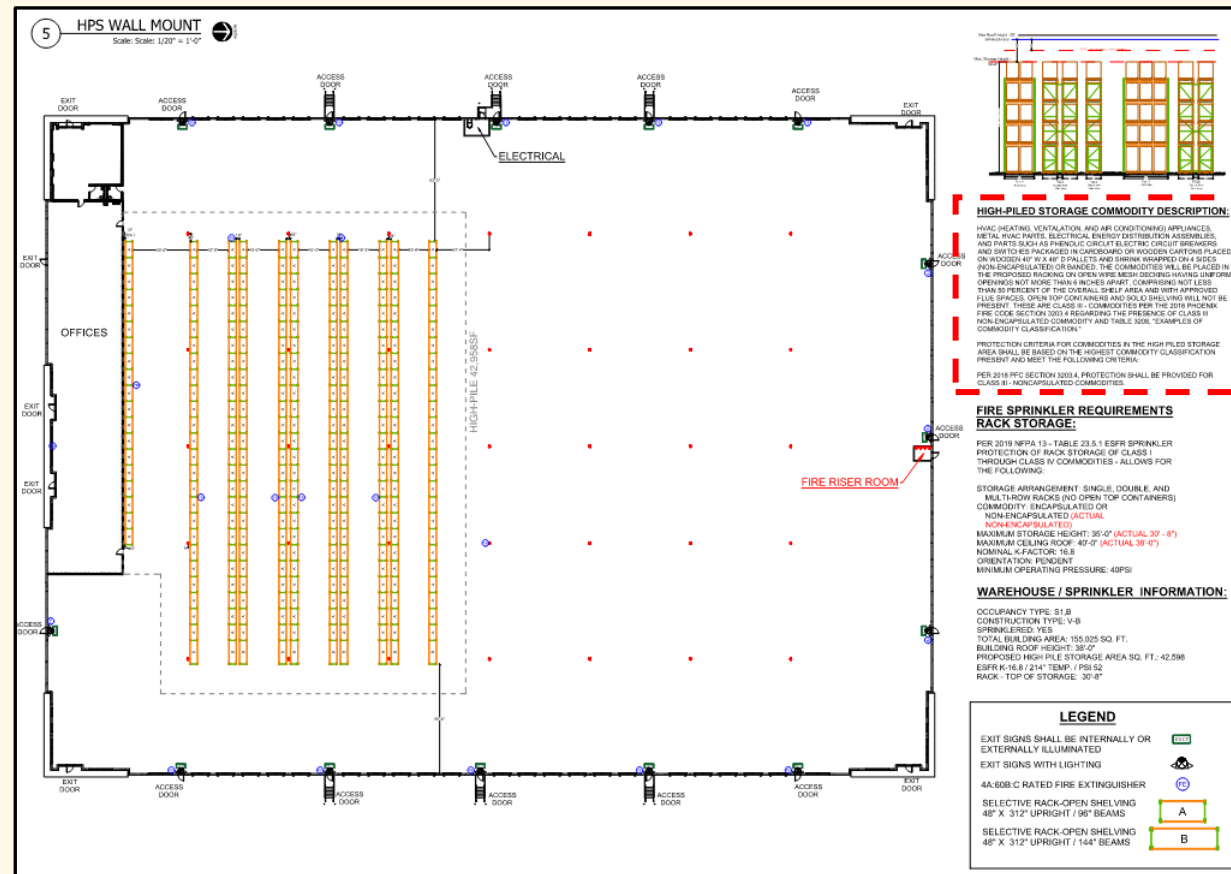 5
HPS WALL MOUNT
Scale: Scale: 1/20" = 1'-0"
EXIT
DOOR
ACCESS
DOOR
ACCESS
DOOR
ACCESS
DOOR
ACCESS
DOOR
ACCESS
DOOR
EXIT
DOOR
ELECTRICAL
EXIT
DOOR
OFFICES
EXIT
DOOR
EXIT
DOOR
HIGH-PILE 42,958SF
ACCESS
DOOR
ACCESS
DOOR
FIRE RISER ROOM
ACCESS
DOOR
ACCESS
DOOR
EXIT
DOOR
ACCESS
DOOR
ACCESS
DOOR
ACCESS
DOOR
ACCESS
DOOR
ACCESS
DOOR
EXIT
DOOR
HIGH-PILED STORAGE COMMODITY DESCRIPTION:
HVAC (HEATING, VENTALATION, AND AIR CONDITIONING) APPLIANCES,
METAL HVAC PARTS, ELECTRICAL ENERGY DISTRIBUTION ASSEMBLIES,
AND PARTS SUCH AS PHENOLIC CIRCUIT ELECTRIC CIRCUIT BREAKERS
AND SWITCHES PACKAGED IN CARDBOARD OR WOODEN CARTONS PLACED
ON WOODEN 40" W X 48" D PALLETS AND SHRINK WRAPPED ON 4 SIDES
(NON-ENCAPSULATED) OR BANDED. THE COMMODITIES WILL BE PLACED IN
THE PROPOSED RACKING ON OPEN WIRE MESH DECKING HAVING UNIFORM
OPENINGS NOT MORE THAN 6 INCHES APART, COMPRISING NOT LESS
THAN 50 PERCENT OF THE OVERALL SHELF AREA AND WITH APPROVED
FLUE SPACES. OPEN TOP CONTAINERS AND SOLID SHELVING WILL NOT BE
PRESENT. THESE ARE CLASS III - COMMODITIES PER THE 2018 PHOENIX
FIRE CODE SECTION 3203.4 REGARDING THE PRESENCE OF CLASS III
NON-ENCAPSULATED COMMODITY AND TABLE 3208, "EXAMPLES OF
COMMODITY CLASSIFICATION."
PROTECTION CRITERIA FOR COMMODITIES IN THE HIGH PILED STORAGE
AREA SHALL BE BASED ON THE HIGHEST COMMODITY CLASSIFICATION
PRESENT AND MEET THE FOLLOWING CRITERIA:
PER 2018 PFC SECTION 3203.4, PROTECTION SHALL BE PROVIDED FOR
CLASS III - NONCAPSULATED COMMODITIES.
FIRE SPRINKLER REQUIREMENTS
RACK STORAGE:
PER 2019 NFPA 13 - TABLE 23.5.1 ESFR SPRINKLER
PROTECTION OF RACK STORAGE OF CLASS I
THROUGH CLASS IV COMMODITIES - ALLOWS FOR
THE FOLLOWING:
STORAGE ARRANGEMENT: SINGLE, DOUBLE, AND
MULTI-ROW RACKS (NO OPEN TOP CONTAINERS)
COMMODITY: ENCAPSULATED OR
NON-ENCAPSULATED (ACTUAL
NON-ENCAPSULATED)
MAXIMUM STORAGE HEIGHT: 35'-0" (ACTUAL 30' - 8")
MAXIMUM CEILING ROOF: 40'-0" (ACTUAL 38'-0")
NOMINAL K-FACTOR: 16.8
ORIENTATION: PENDENT
MINIMUM OPERATING PRESSURE: 40PSI
WAREHOUSE / SPRINKLER INFORMATION:
OCCUPANCY TYPE: S1,B
CONSTRUCTION TYPE: V-B
SPRINKLERED: YES
TOTAL BUILDING AREA: 155,025 SQ. FT.
BUILDING ROOF HEIGHT: 38'-0"
PROPOSED HIGH PILE STORAGE AREA SQ. FT.: 42,598
ESFR K-16.8 / 214° TEMP. / PSI 52
RACK - TOP OF STORAGE: 30'-8"
LEGEND
EXIT SIGNS SHALL BE INTERNALLY OR
EXTERNALLY ILLUMINATED
EXIT SIGNS WITH LIGHTING
4A:60B:C RATED FIRE EXTINGUISHER
FE
SELECTIVE RACK-OPEN SHELVING
48" X 312" UPRIGHT / 96" BEAMS
A
SELECTIVE RACK-OPEN SHELVING
48" X 312" UPRIGHT / 144" BEAMS
B